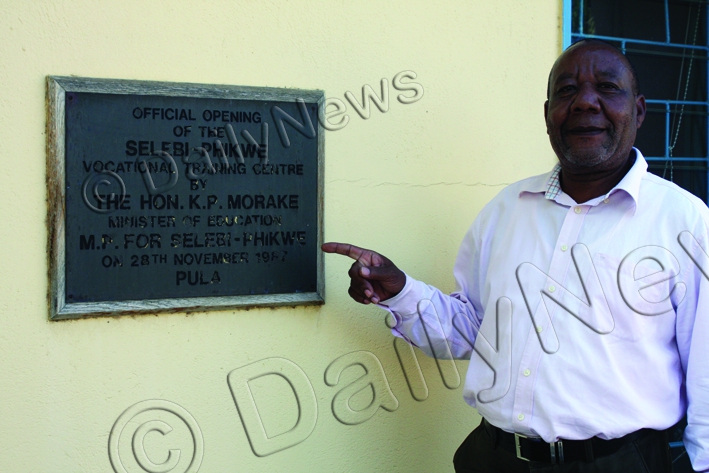 OFFICIAL OPENING
OF THE
SELEBI-PHIKWE
VOCATIONAL TRAINING CENTRE
BY
THE HON. K.P. MORAKE
MINISTER OF EDUCATION
M.P. FOR SELEBI-PHIKWE
ON 28TH NOVEMBER 1987
PULA
© DailyNews
© DailyNews